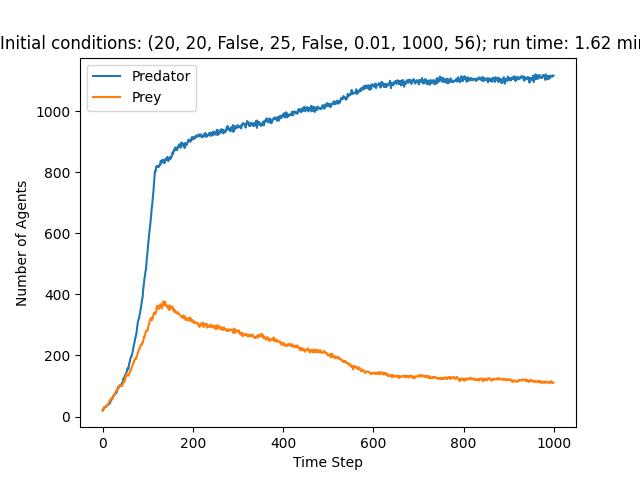 Initial conditions: (20, 20, False, 25, False, 0.01, 1000, 56); run time: 1.62
Predator
Prey
1000
800
600
400
200
0
Number of Agents
0 200 400 600 800 1000
Time Step